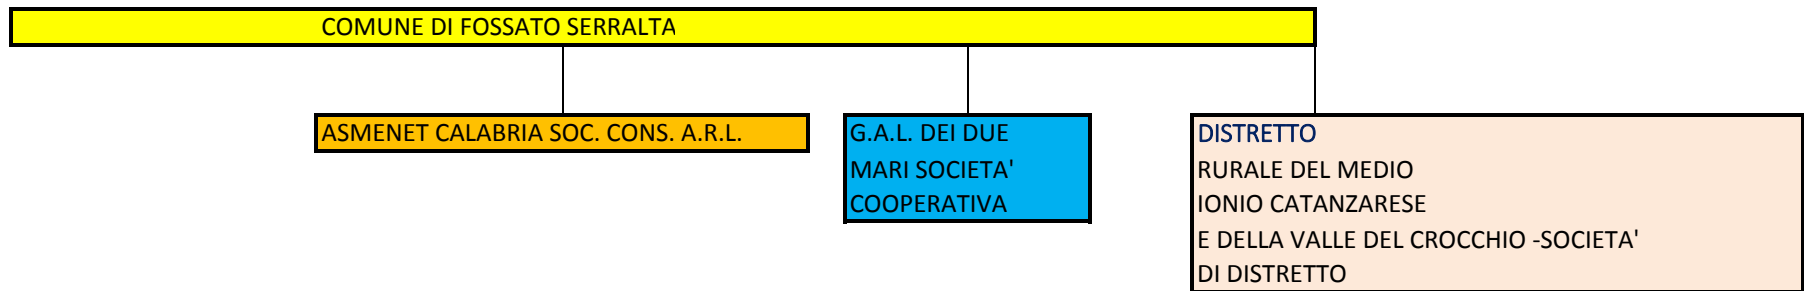 COMUNE DI FOSSATO SERRALTA
ASMENET CALABRIA SOC. CONS. A.R.L.
G.A.L. DEI DUE
MARI SOCIETA'
COOPERATIVA
DISTRETTO
RURALE DEL MEDIO
IONIO CATANZARESE
E DELLA VALLE DEL CROCCHIO -SOCIETA'
DI DISTRETTO